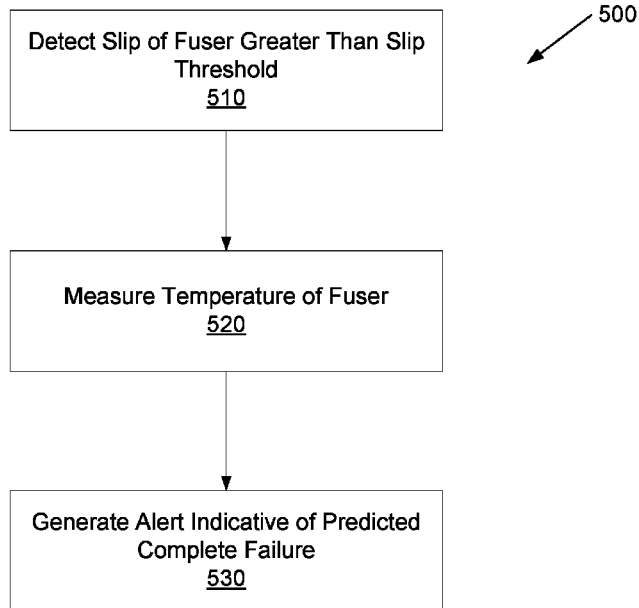 500
Detect Slip of Fuser Greater Than Slip
Threshold
510
Measure Temperature of Fuser
520
Generate Alert Indicative of Predicted
Complete Failure
530